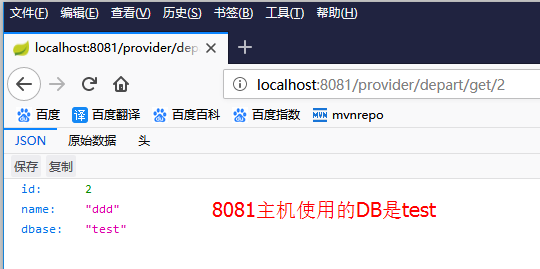 文件(F) 编辑(E) 查看(V) 历史(S) 书签(B) 工具(T) 帮助(H)
localhost:8081/provider/dep
localhost:8081/provider/depart/get/2
百度 译 百度翻译 百度百科 百度指数 MVN mvnrepo
JSON 原始数据 头
保存 复制
id: 2
name: "ddd"
dbase: "test"
8081主机使用的DB是test